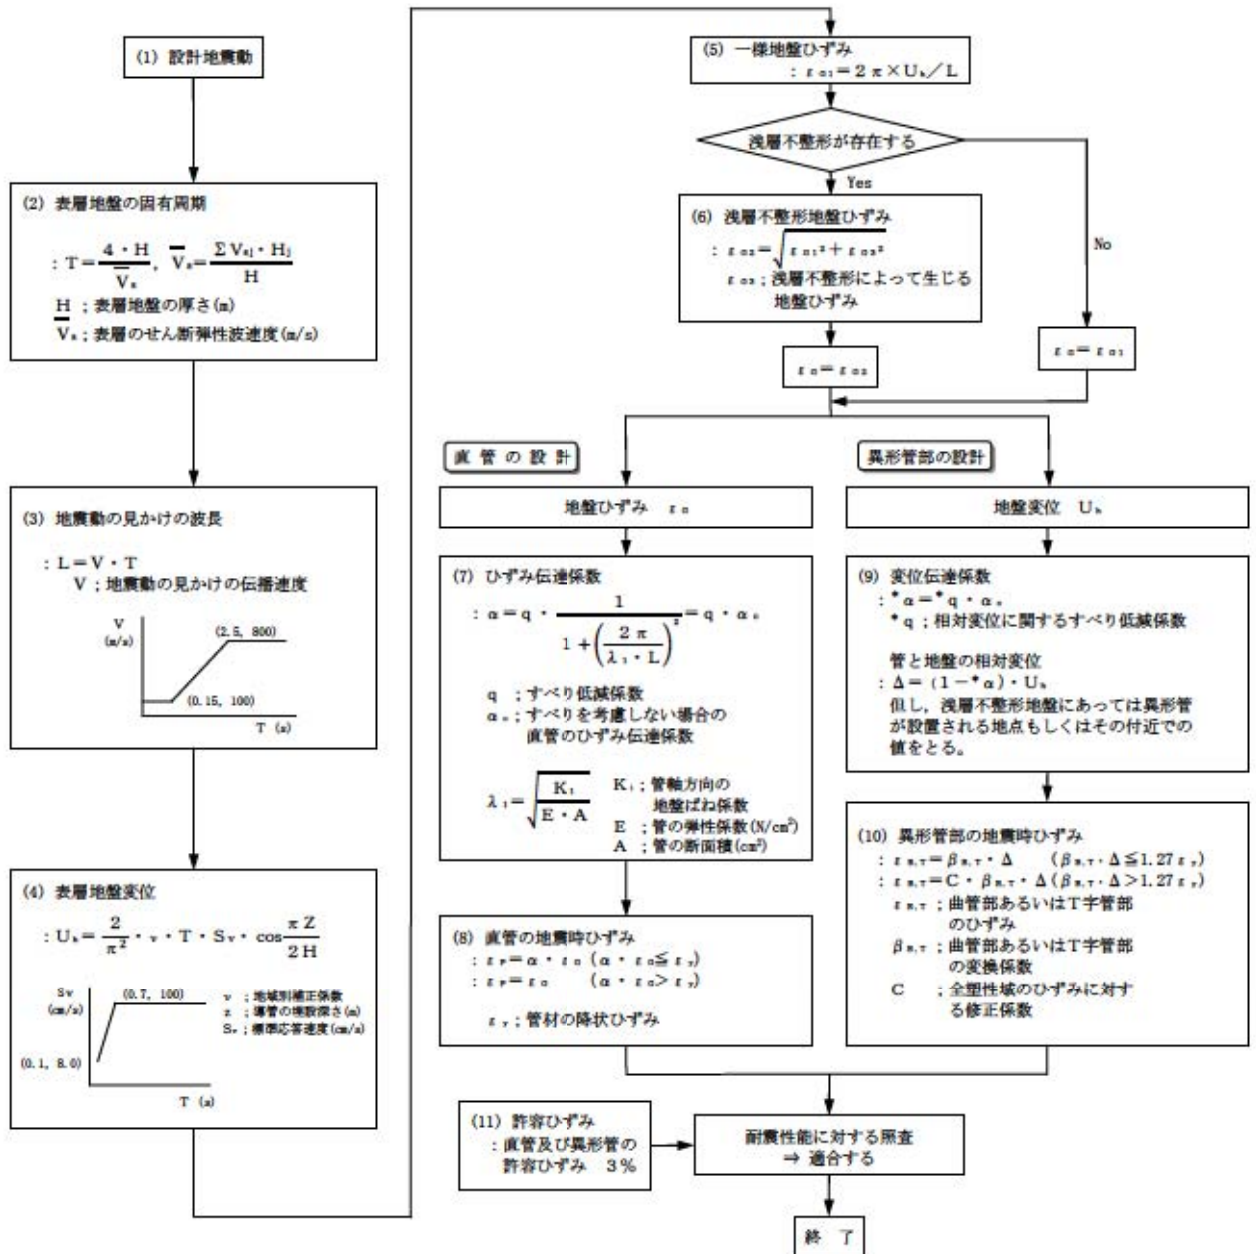 (1) 設計地震動
(2) 表層地盤の固有周期
: T＝4・H/V̅s, V̅s＝ΣVsj・Hj/H
H ；表層地盤の厚さ(m)
V̅s；表層のせん断弾性波速度(m/s)
(3) 地震動の見かけの波長
: L＝V・T
V；地震動の見かけの伝播速度
V
(m/s)
(2.5, 800)
(0.15, 100)
T (s)
(4) 表層地盤変位
: Uh＝2/π²・ν・T・Sv・cos πZ/2H
Sv
(cm/s)
(0.7, 100)
(0.1, 8.0)
T (s)
ν ；地域別補正係数
z ；導管の埋設深さ(m)
Sv；標準応答速度(cm/s)
(5) 一様地盤ひずみ
: εG1＝2π×Uh／L
浅層不整形が存在する
Yes
No
(6) 浅層不整形地盤ひずみ
: εG2＝√(εG1²＋εG3²)
εG3；浅層不整形によって生じる
地盤ひずみ
εG＝εG2
εG＝εG1
直管の設計
地盤ひずみ εG
(7) ひずみ伝達係数
: α＝q・1/(1＋(2π/(λ1・L))²)＝q・αo
q ；すべり低減係数
αo；すべりを考慮しない場合の
直管のひずみ伝達係数
λ1＝√(K1/(E・A))
K1；管軸方向の
地盤ばね係数
E ；管の弾性係数(N/cm²)
A ；管の断面積(cm²)
(8) 直管の地震時ひずみ
: εP＝α・εG (α・εG≦εy)
: εP＝εG (α・εG＞εy)
εy；管材の降状ひずみ
異形管部の設計
地盤変位 Uh
(9) 変位伝達係数
: *α＝*q・αo
*q；相対変位に関するすべり低減係数
管と地盤の相対変位
: Δ＝(1－*α)・Uh
但し，浅層不整形地盤にあっては異形管
が設置される地点もしくはその付近での
値をとる。
(10) 異形管部の地震時ひずみ
: εB,T＝βB,T・Δ (βB,T・Δ≦1.27εy)
: εB,T＝C・βB,T・Δ(βB,T・Δ＞1.27εy)
εB,T；曲管部あるいはT字管部
のひずみ
βB,T；曲管部あるいはT字管部
の変換係数
C ；全塑性域のひずみに対す
る修正係数
(11) 許容ひずみ
: 直管及び異形管の
許容ひずみ 3％
耐震性能に対する照査
⇒ 適合する
終 了